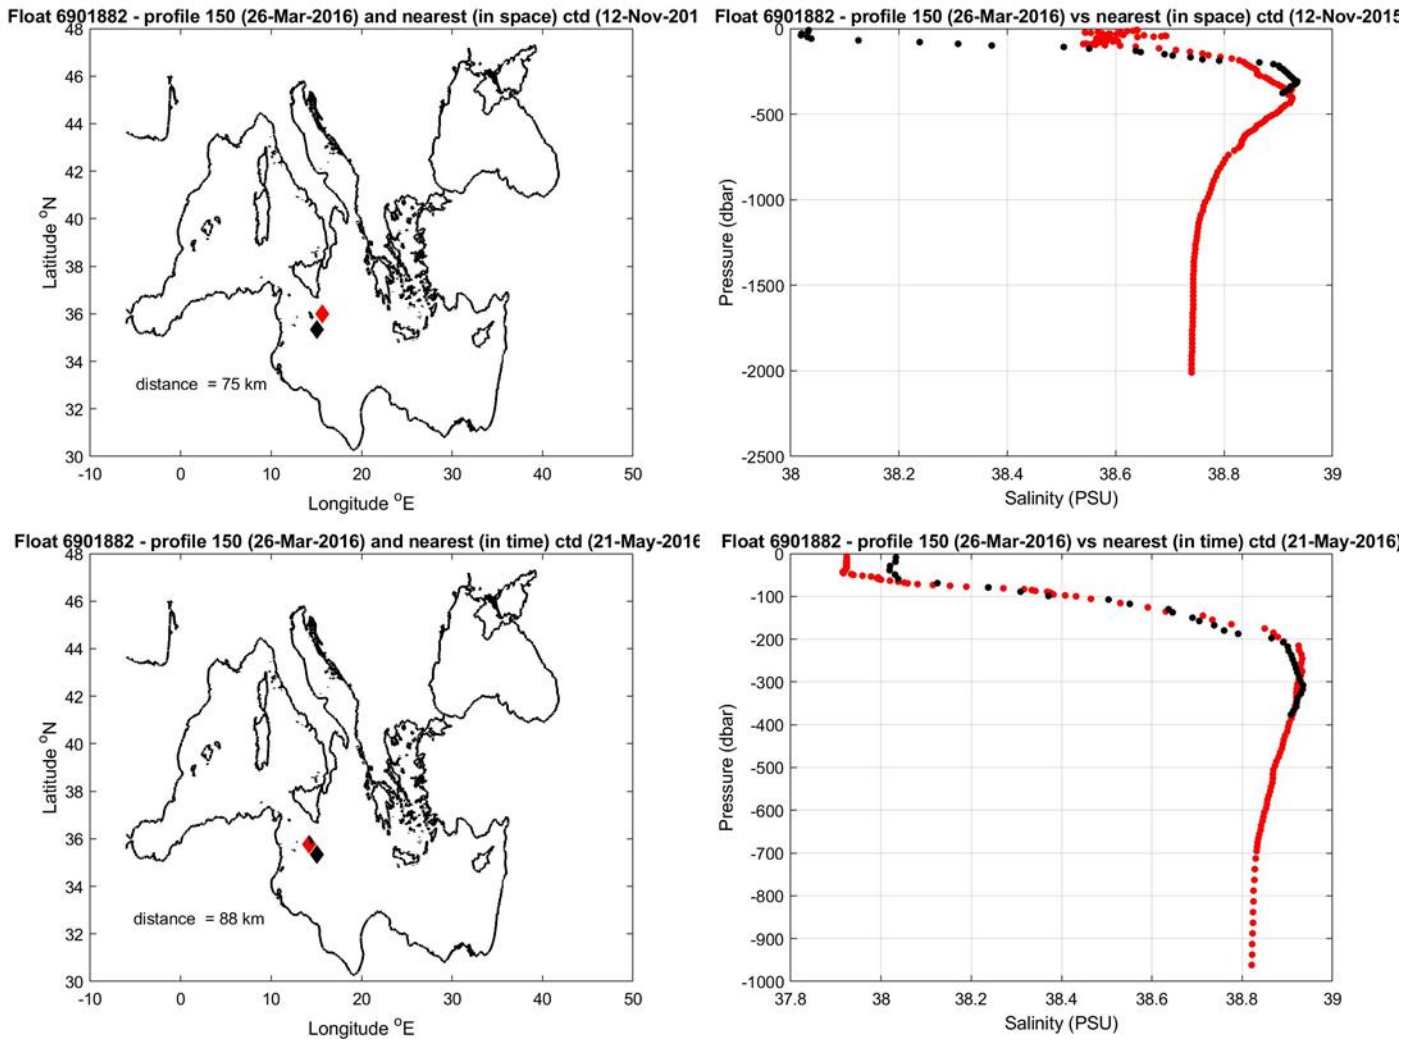 Float 6901882 - profile 150 (26-Mar-2016) and nearest (in space) ctd (12-Nov-201
48
46
44
42
40
38
36
34
32
30
Latitude °N
distance = 75 km
-10 0 10 20 30 40 50
Longitude °E
Float 6901882 - profile 150 (26-Mar-2016) vs nearest (in space) ctd (12-Nov-2015
0
-500
-1000
-1500
-2000
-2500
Pressure (dbar)
38 38.2 38.4 38.6 38.8 39
Salinity (PSU)
Float 6901882 - profile 150 (26-Mar-2016) and nearest (in time) ctd (21-May-2016
48
46
44
42
40
38
36
34
32
30
Latitude °N
distance = 88 km
-10 0 10 20 30 40 50
Longitude °E
Float 6901882 - profile 150 (26-Mar-2016) vs nearest (in time) ctd (21-May-2016)
0
-100
-200
-300
-400
-500
-600
-700
-800
-900
-1000
Pressure (dbar)
37.8 38 38.2 38.4 38.6 38.8 39
Salinity (PSU)